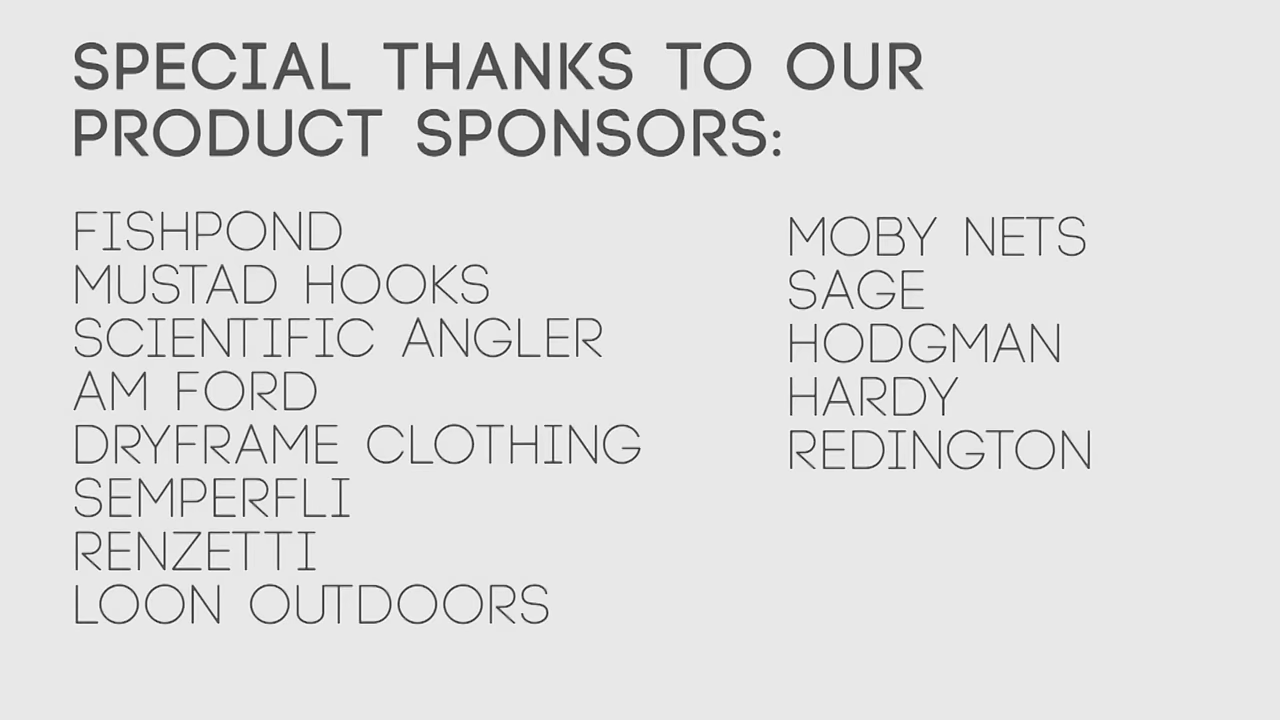 SPECIAL THANKS TO OUR
PRODUCT SPONSORS:
FISHPOND
MUSTAD HOOKS
SCIENTIFIC ANGLER
AM FORD
DRYFRAME CLOTHING
SEMPERFLI
RENZETTI
LOON OUTDOORS
MOBY NETS
SAGE
HODGMAN
HARDY
REDINGTON